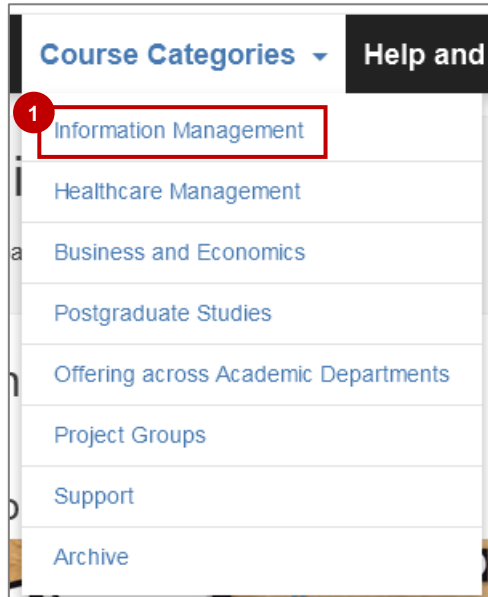 Course Categories
Help and
1
Information Management
Healthcare Management
Business and Economics
Postgraduate Studies
Offering across Academic Departments
Project Groups
Support
Archive